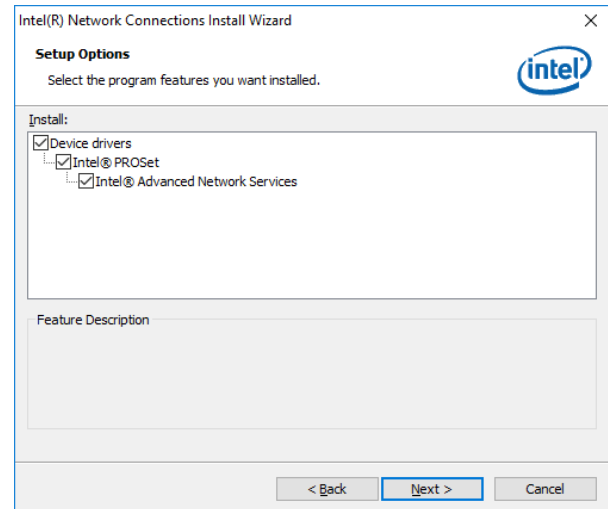 Intel(R) Network Connections Install Wizard
Setup Options
Select the program features you want installed.
intel
Install:
Device drivers
Intel® PROSet
Intel® Advanced Network Services
Feature Description
< Back
Next >
Cancel